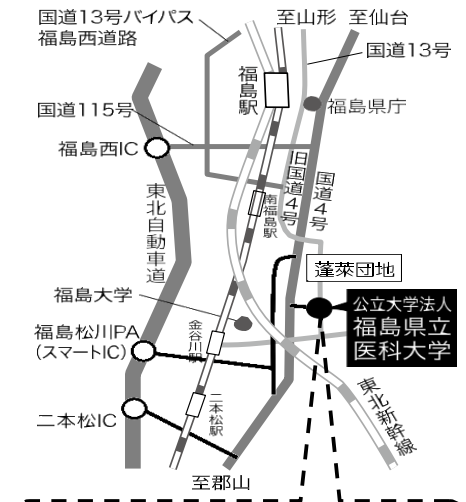 国道13号バイパス
福島西道路
至山形
至仙台
国道13号
福島駅
福島県庁
国道115号
福島西IC
旧国道4号
国道4号
東北自動車道
南福島駅
蓬莱団地
福島大学
公立大学法人
福島県立
医科大学
福島松川PA
(スマートIC)
金谷川駅
二本松IC
二本松駅
東北新幹線
至郡山